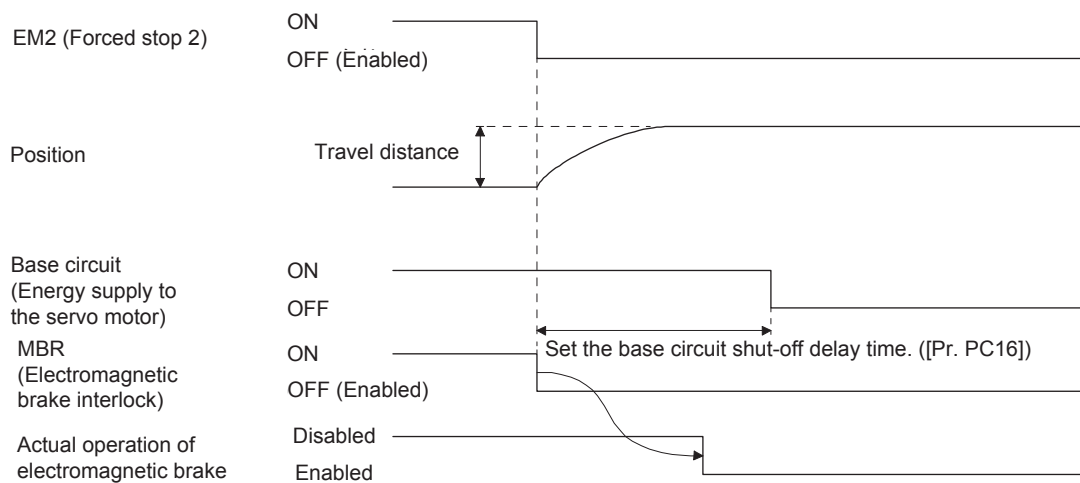 EM2 (Forced stop 2)
ON
OFF (Enabled)
Position
Travel distance
Base circuit
(Energy supply to
the servo motor)
ON
OFF
Set the base circuit shut-off delay time. ([Pr. PC16])
MBR
(Electromagnetic
brake interlock)
ON
OFF (Enabled)
Actual operation of
electromagnetic brake
Disabled
Enabled